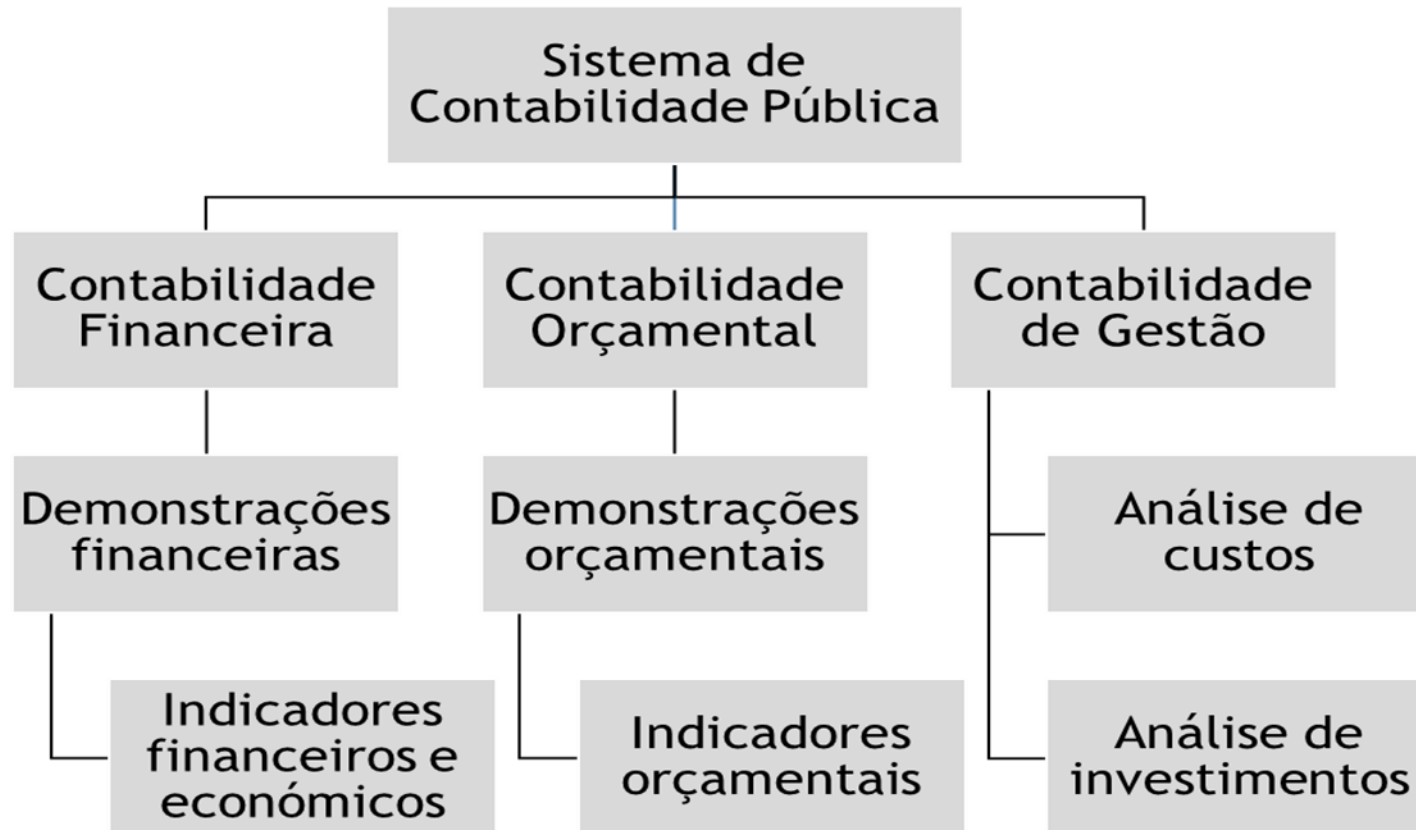 Sistema de
Contabilidade Pública
Contabilidade
Financeira
Contabilidade
Orçamental
Contabilidade
de Gestão
Demonstrações
financeiras
Demonstrações
orçamentais
Análise de
custos
Indicadores
financeiros e
económicos
Indicadores
orçamentais
Análise de
investimentos